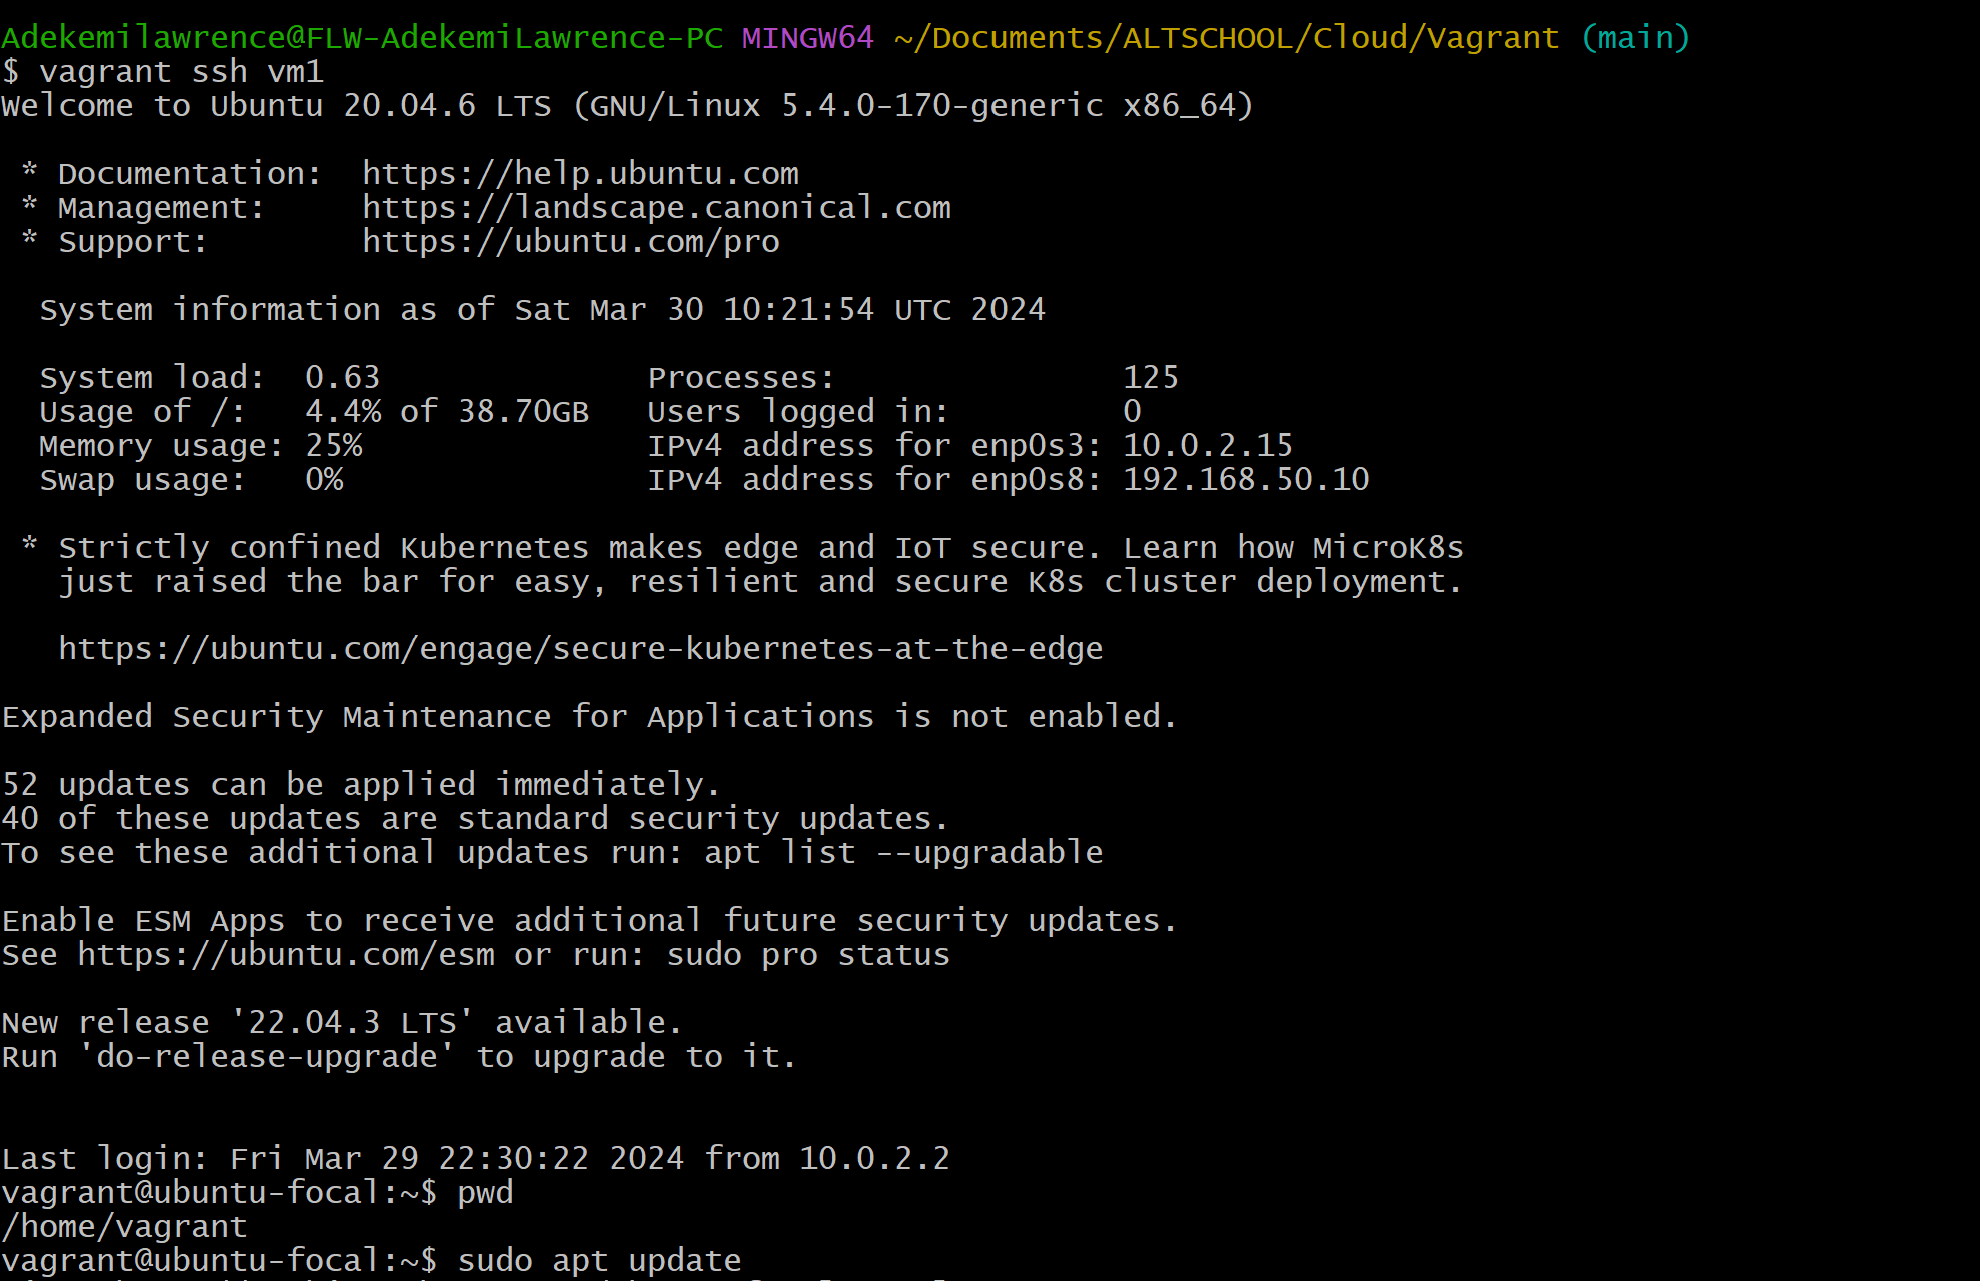 Adekemilawrence@FLW-AdekemiLawrence-PC MINGW64 ~/Documents/ALTSCHOOL/Cloud/Vagrant (main)
$ vagrant ssh vm1
Welcome to Ubuntu 20.04.6 LTS (GNU/Linux 5.4.0-170-generic x86_64)
* Documentation:  https://help.ubuntu.com
* Management:     https://landscape.canonical.com
* Support:        https://ubuntu.com/pro
System information as of Sat Mar 30 10:21:54 UTC 2024
System load:  0.63              Processes:               125
Usage of /:   4.4% of 38.70GB   Users logged in:         0
Memory usage: 25%               IPv4 address for enp0s3: 10.0.2.15
Swap usage:   0%                IPv4 address for enp0s8: 192.168.50.10
* Strictly confined Kubernetes makes edge and IoT secure. Learn how MicroK8s
just raised the bar for easy, resilient and secure K8s cluster deployment.
https://ubuntu.com/engage/secure-kubernetes-at-the-edge
Expanded Security Maintenance for Applications is not enabled.
52 updates can be applied immediately.
40 of these updates are standard security updates.
To see these additional updates run: apt list --upgradable
Enable ESM Apps to receive additional future security updates.
See https://ubuntu.com/esm or run: sudo pro status
New release '22.04.3 LTS' available.
Run 'do-release-upgrade' to upgrade to it.
Last login: Fri Mar 29 22:30:22 2024 from 10.0.2.2
vagrant@ubuntu-focal:~$ pwd
/home/vagrant
vagrant@ubuntu-focal:~$ sudo apt update